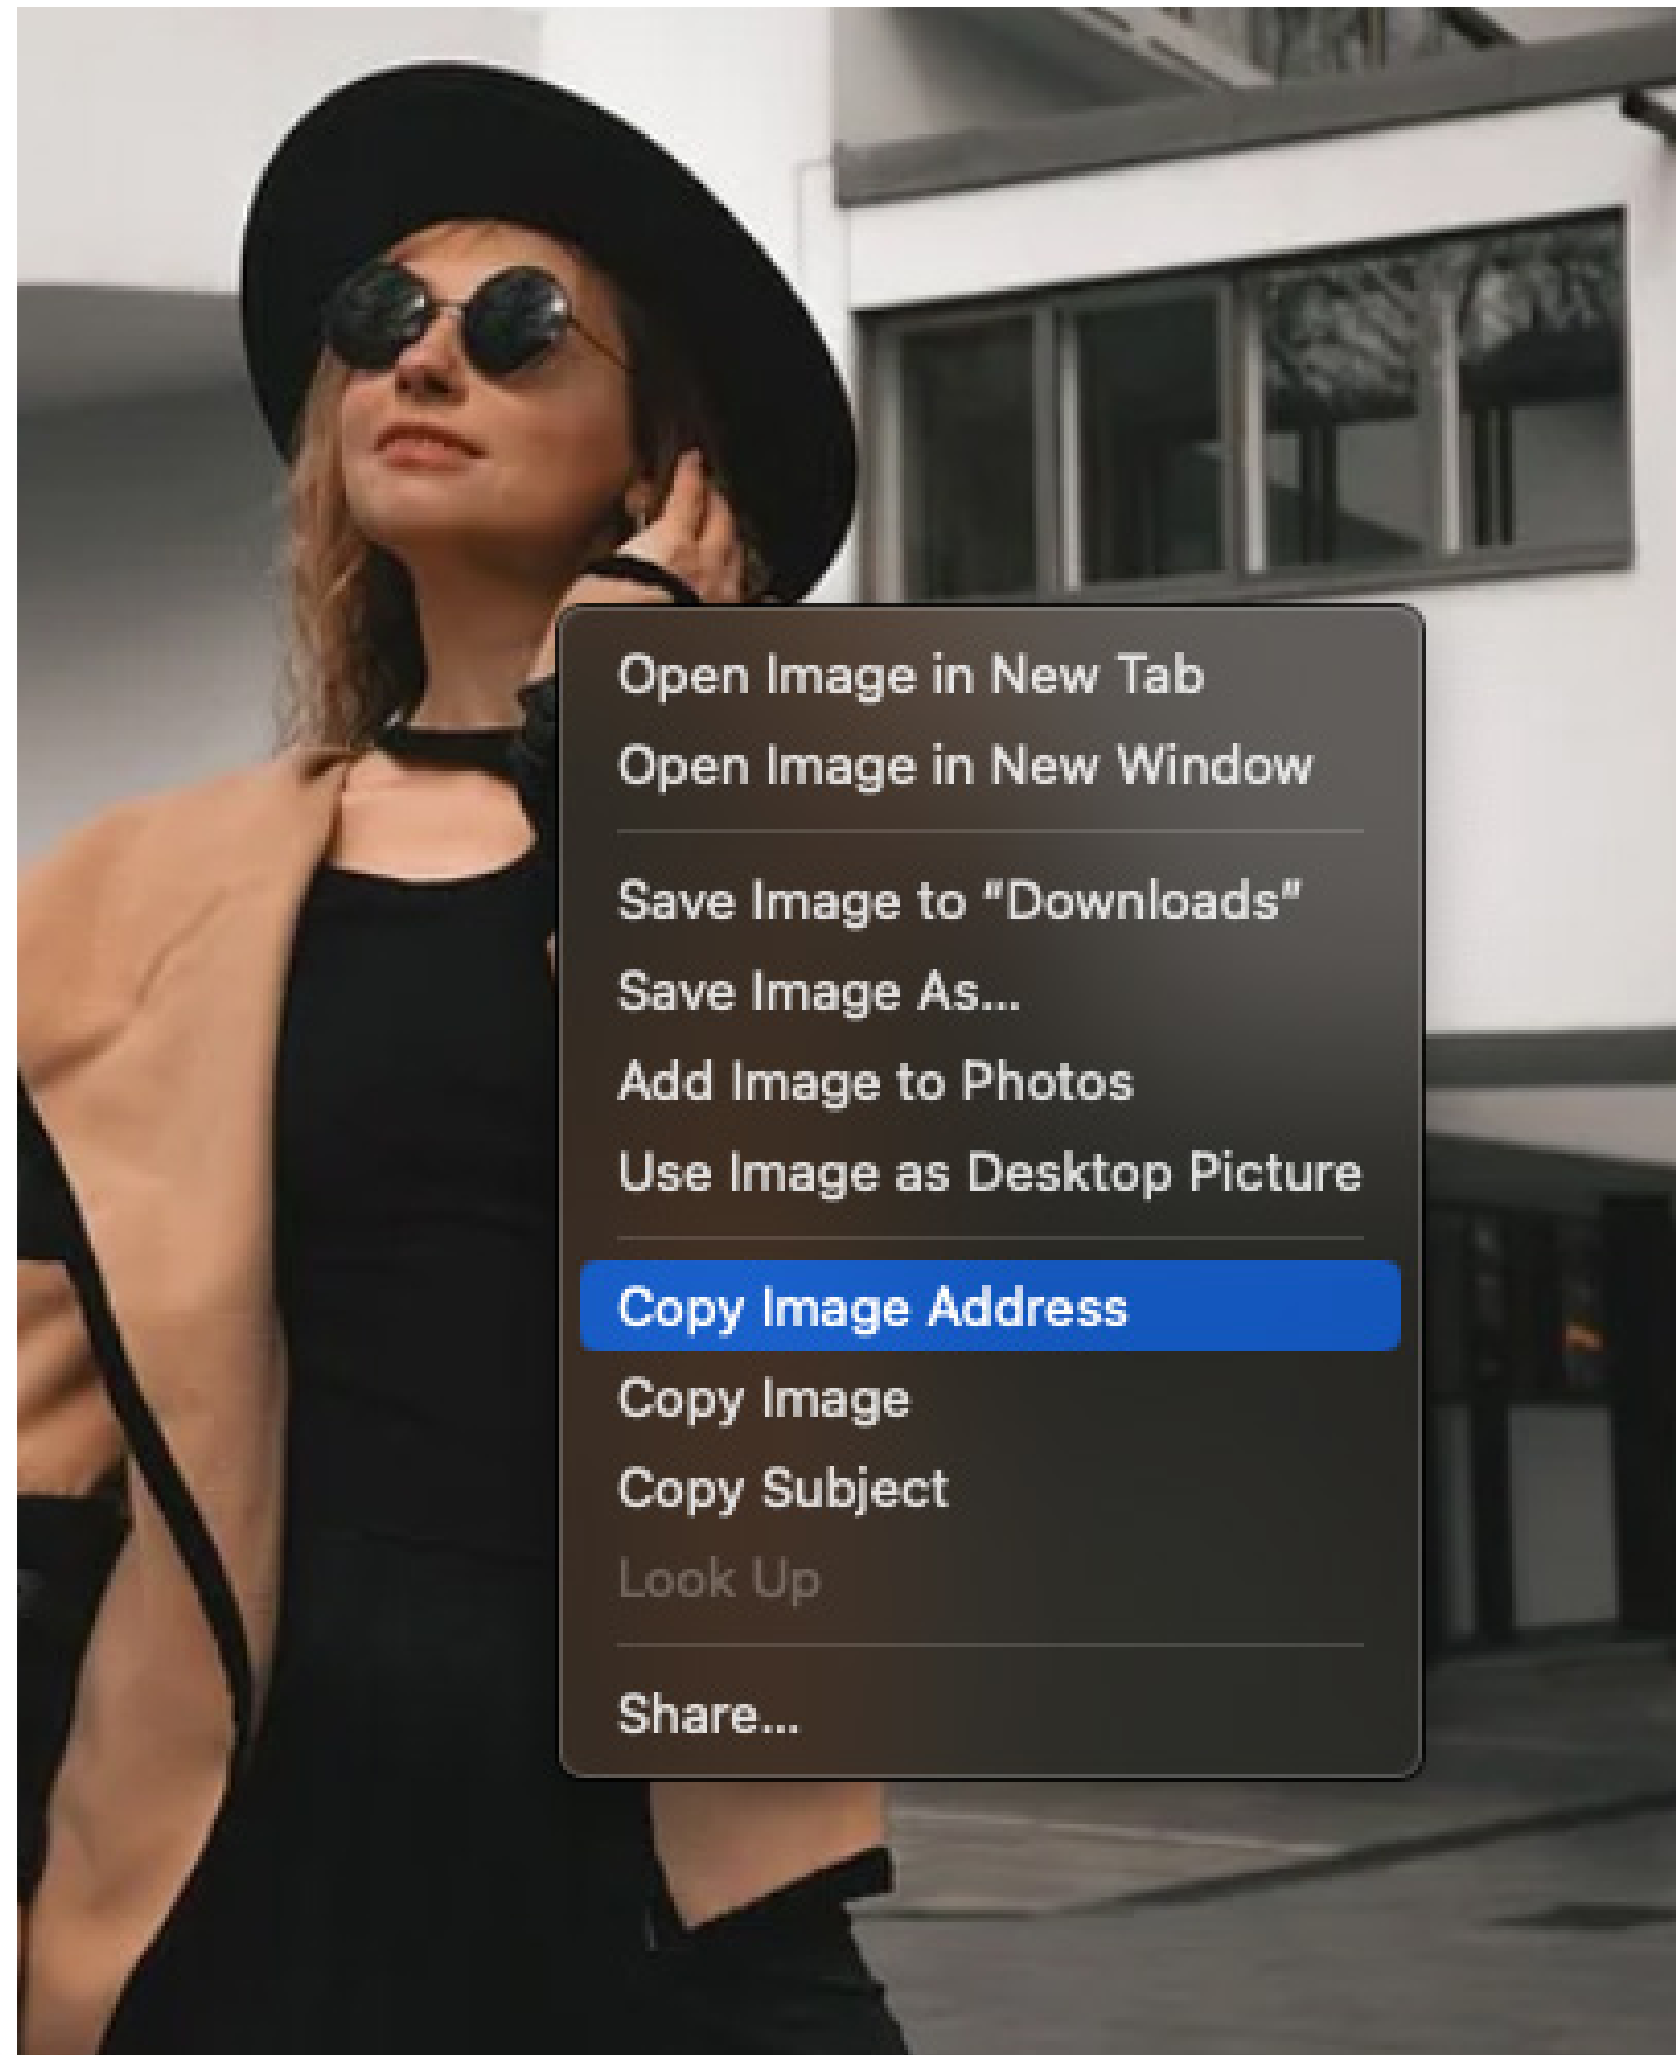 Open Image in New Tab
Open Image in New Window
Save Image to “Downloads”
Save Image As...
Add Image to Photos
Use Image as Desktop Picture
Copy Image Address
Copy Image
Copy Subject
Look Up
Share...